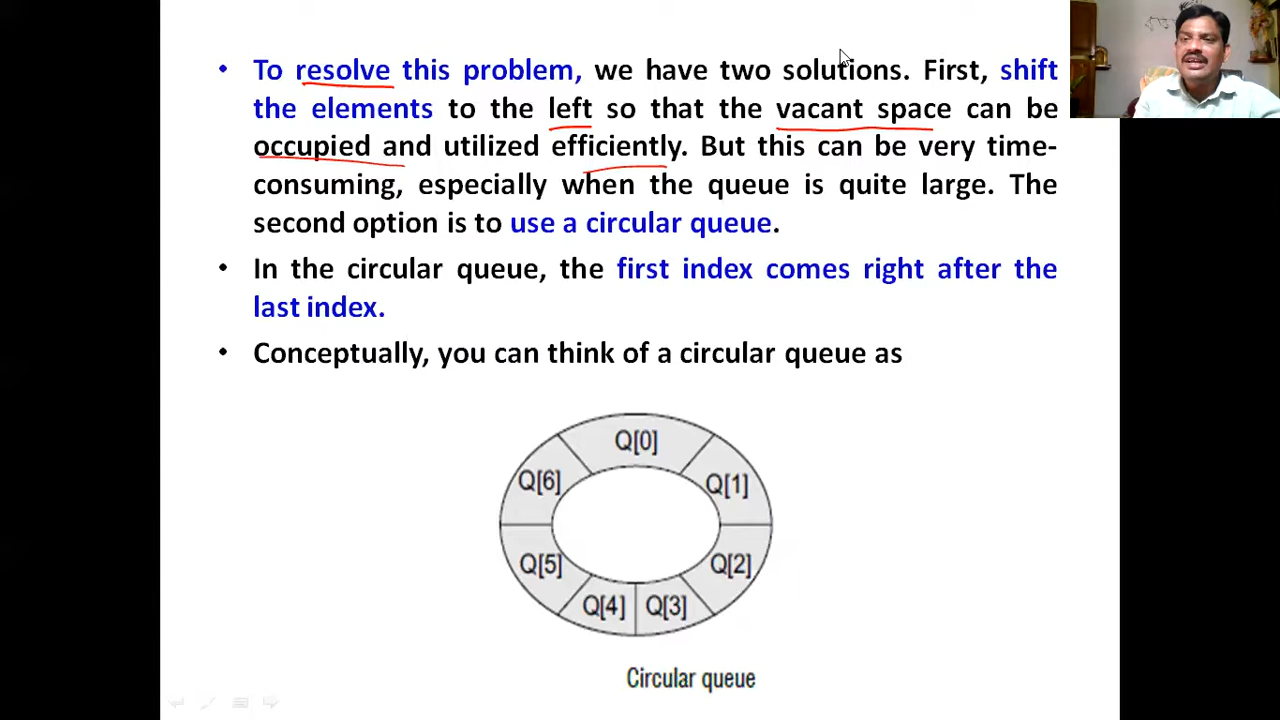 • To resolve this problem, we have two solutions. First, shift
the elements to the left so that the vacant space can be
occupied and utilized efficiently. But this can be very time-
consuming, especially when the queue is quite large. The
second option is to use a circular queue.
• In the circular queue, the first index comes right after the
last index.
• Conceptually, you can think of a circular queue as
Q[0]
Q[6]
Q[1]
Q[5]
Q[2]
Q[4]
Q[3]
Circular queue